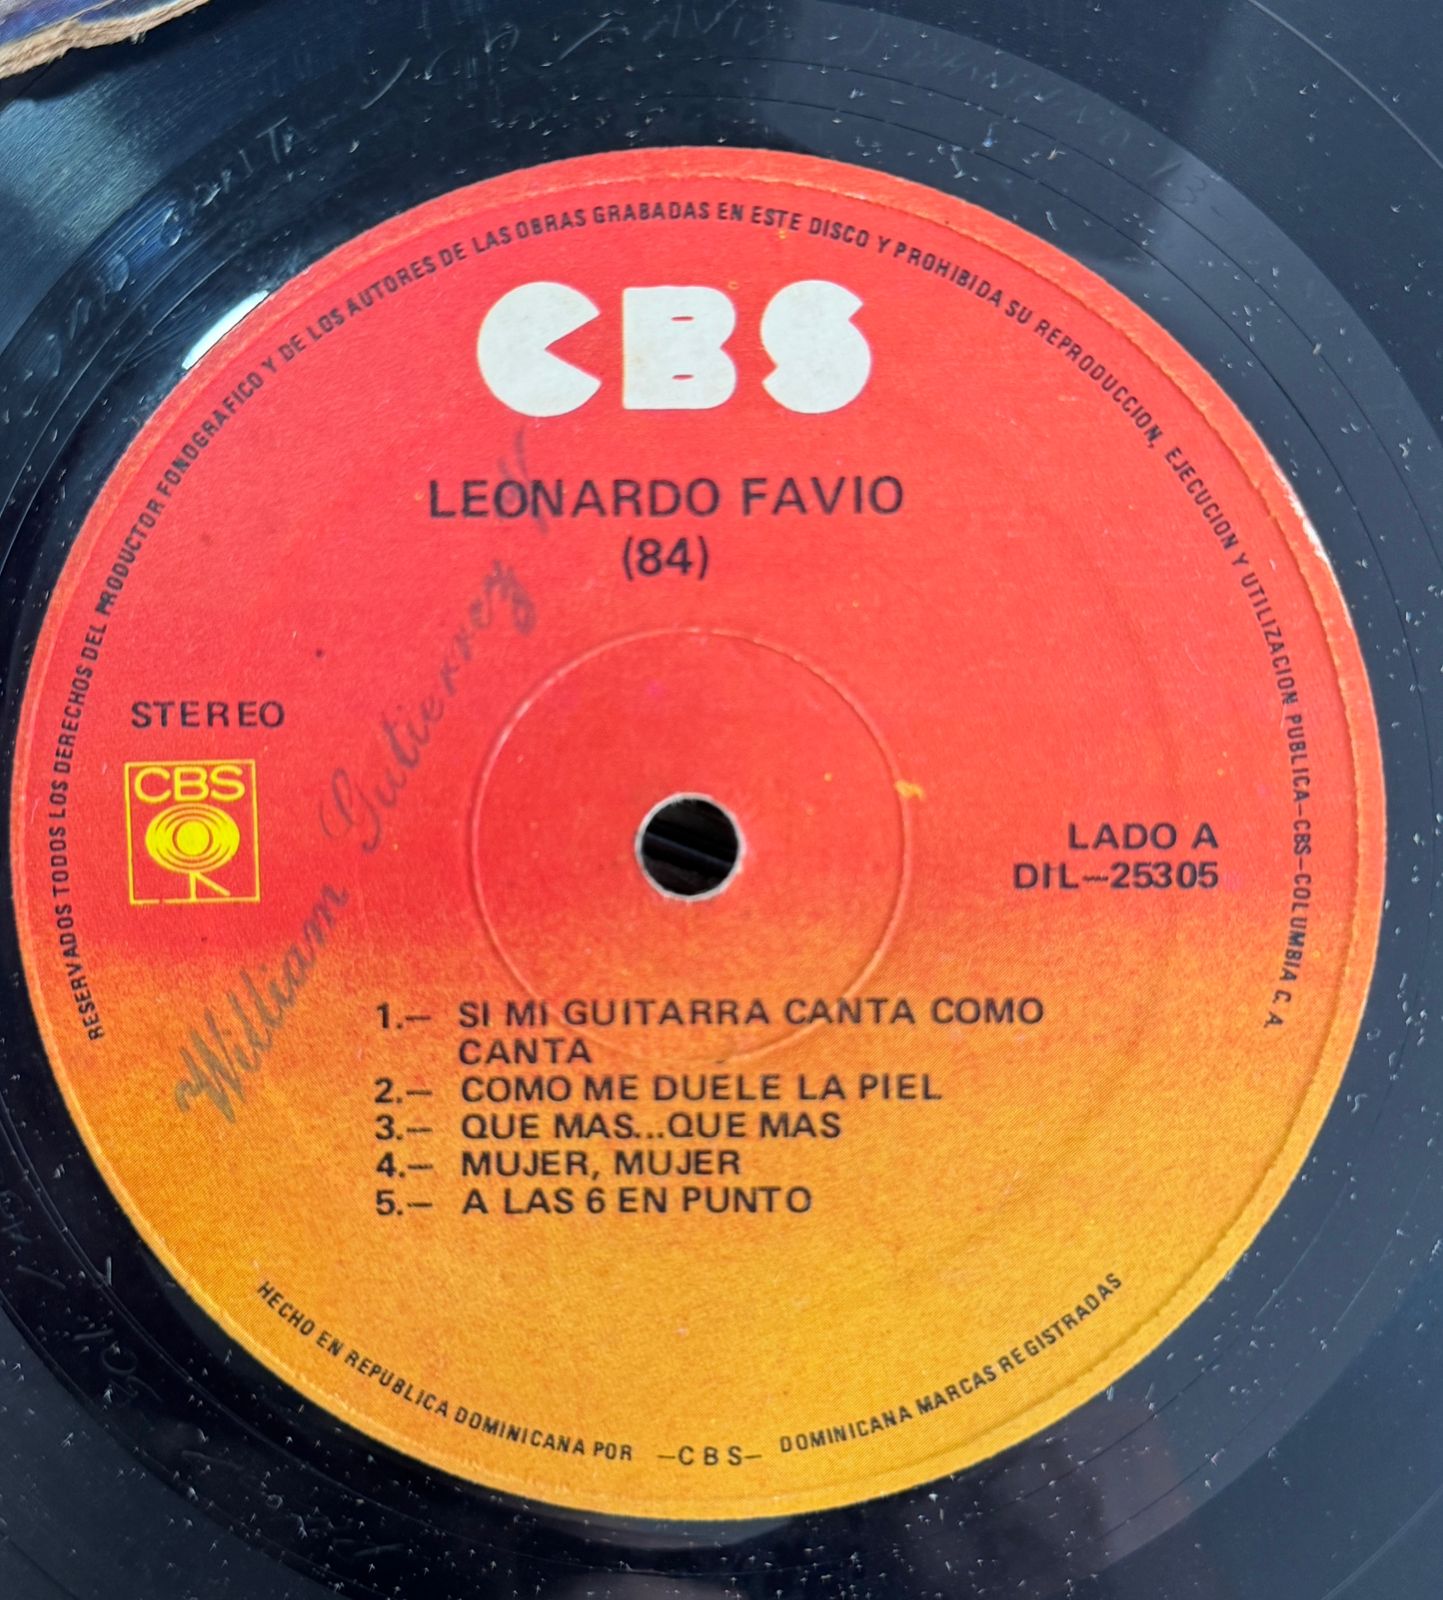 RESERVADOS TODOS LOS DERECHOS DEL PRODUCTOR FONOGRAFICO Y DE LOS AUTORES DE LAS OBRAS GRABADAS EN ESTE DISCO Y PROHIBIDA SU REPRODUCCION, EJECUCION Y UTILIZACION PUBLICA-CBS-COLUMBIA C. A.
CBS
LEONARDO FAVIO
(84)
William Gutierrez
STEREO
CBS
LADO A
DIL-25305
1.- SI MI GUITARRA CANTA COMO
CANTA
2.- COMO ME DUELE LA PIEL
3.- QUE MAS...QUE MAS
4.- MUJER, MUJER
5.- A LAS 6 EN PUNTO
HECHO EN REPUBLICA DOMINICANA POR -CBS- DOMINICANA MARCAS REGISTRADAS